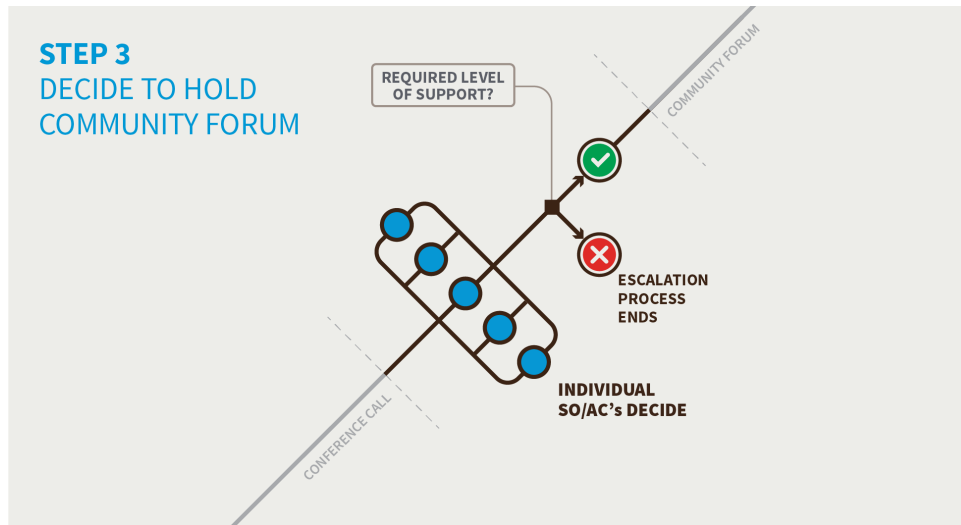 STEP 3
DECIDE TO HOLD
COMMUNITY FORUM
REQUIRED LEVEL
OF SUPPORT?
COMMUNITY FORUM
ESCALATION
PROCESS
ENDS
INDIVIDUAL
SO/AC's DECIDE
CONFERENCE CALL